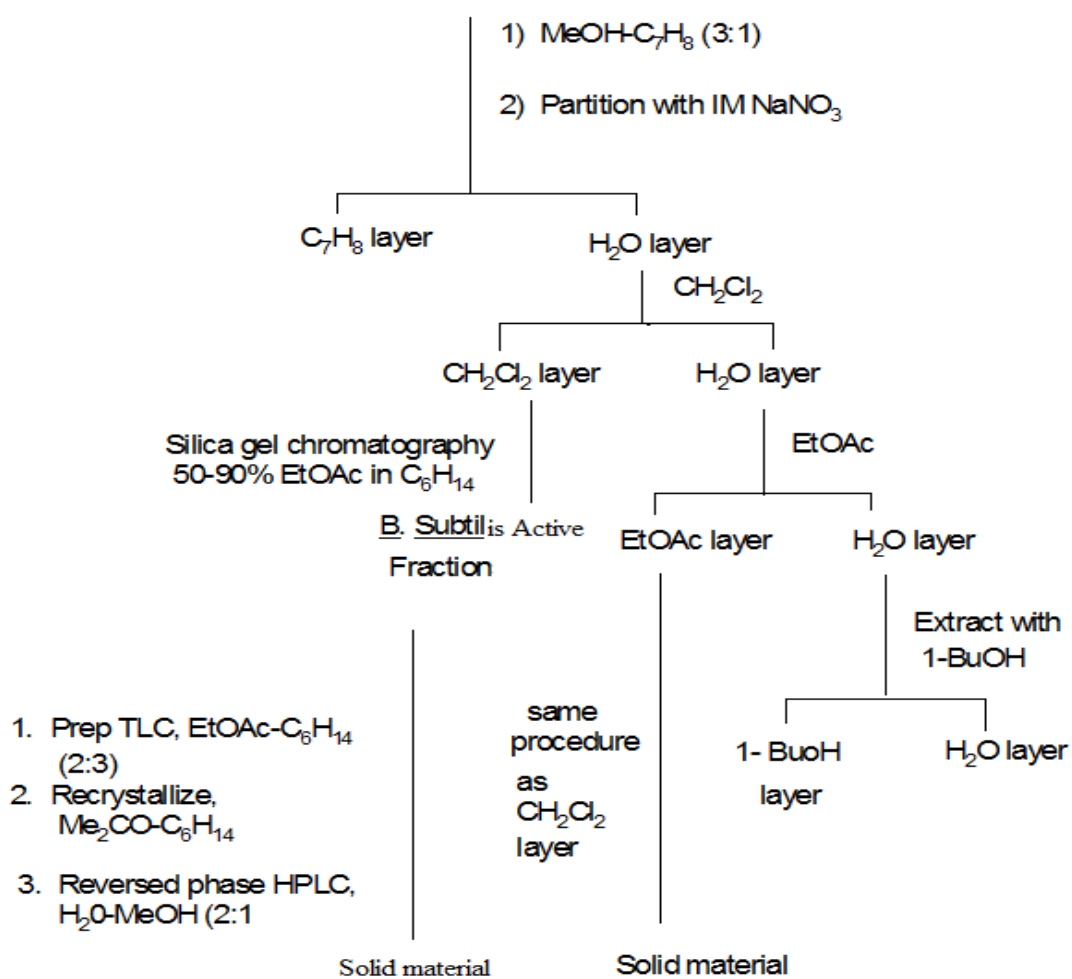 1) MeOH-C₇H₈ (3:1)
2) Partition with IM NaNO₃
C₇H₈ layer
H₂O layer
CH₂Cl₂
CH₂Cl₂ layer
H₂O layer
Silica gel chromatography
50-90% EtOAc in C₆H₁₄
EtOAc
B. Subtilis Active
Fraction
EtOAc layer
H₂O layer
Extract with
1-BuOH
1- BuoH
layer
H₂O layer
1. Prep TLC, EtOAc-C₆H₁₄
(2:3)
2. Recrystallize,
Me₂CO-C₆H₁₄
3. Reversed phase HPLC,
H₂0-MeOH (2:1
same
procedure
as
CH₂Cl₂
layer
Solid material
Solid material